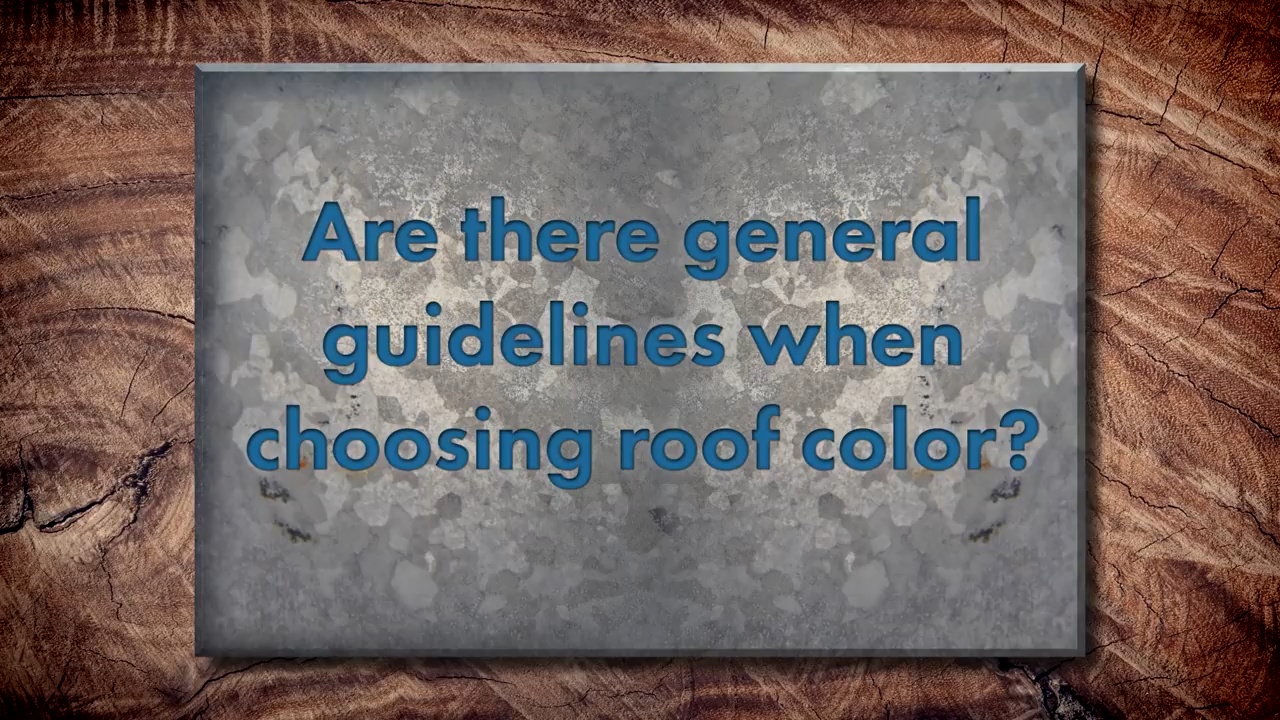 Are there general
guidelines when
choosing roof color?